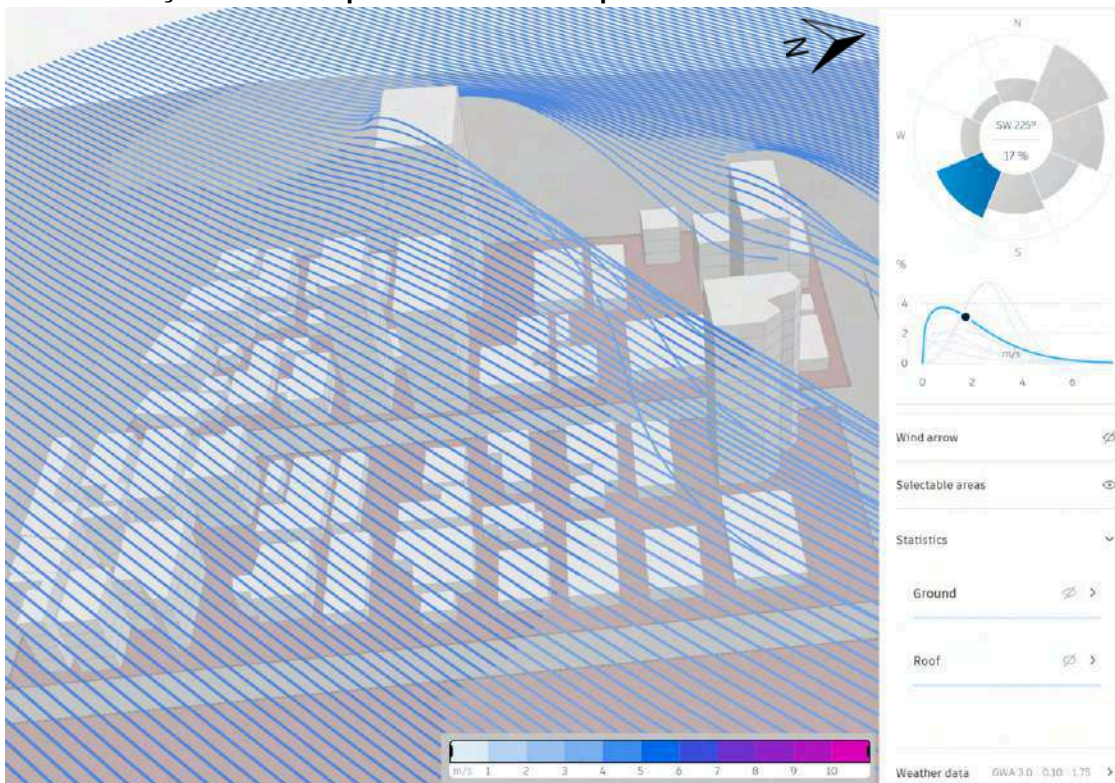 N
N
W
SW 225º
17 %
S
%
4
2
0
m/s
0 2 4 6
Wind arrow
Selectable areas
Statistics
Ground
Roof
m/s 1 2 3 4 5 6 7 8 9 10
Weather data GWA 3.0 0.10 1.75